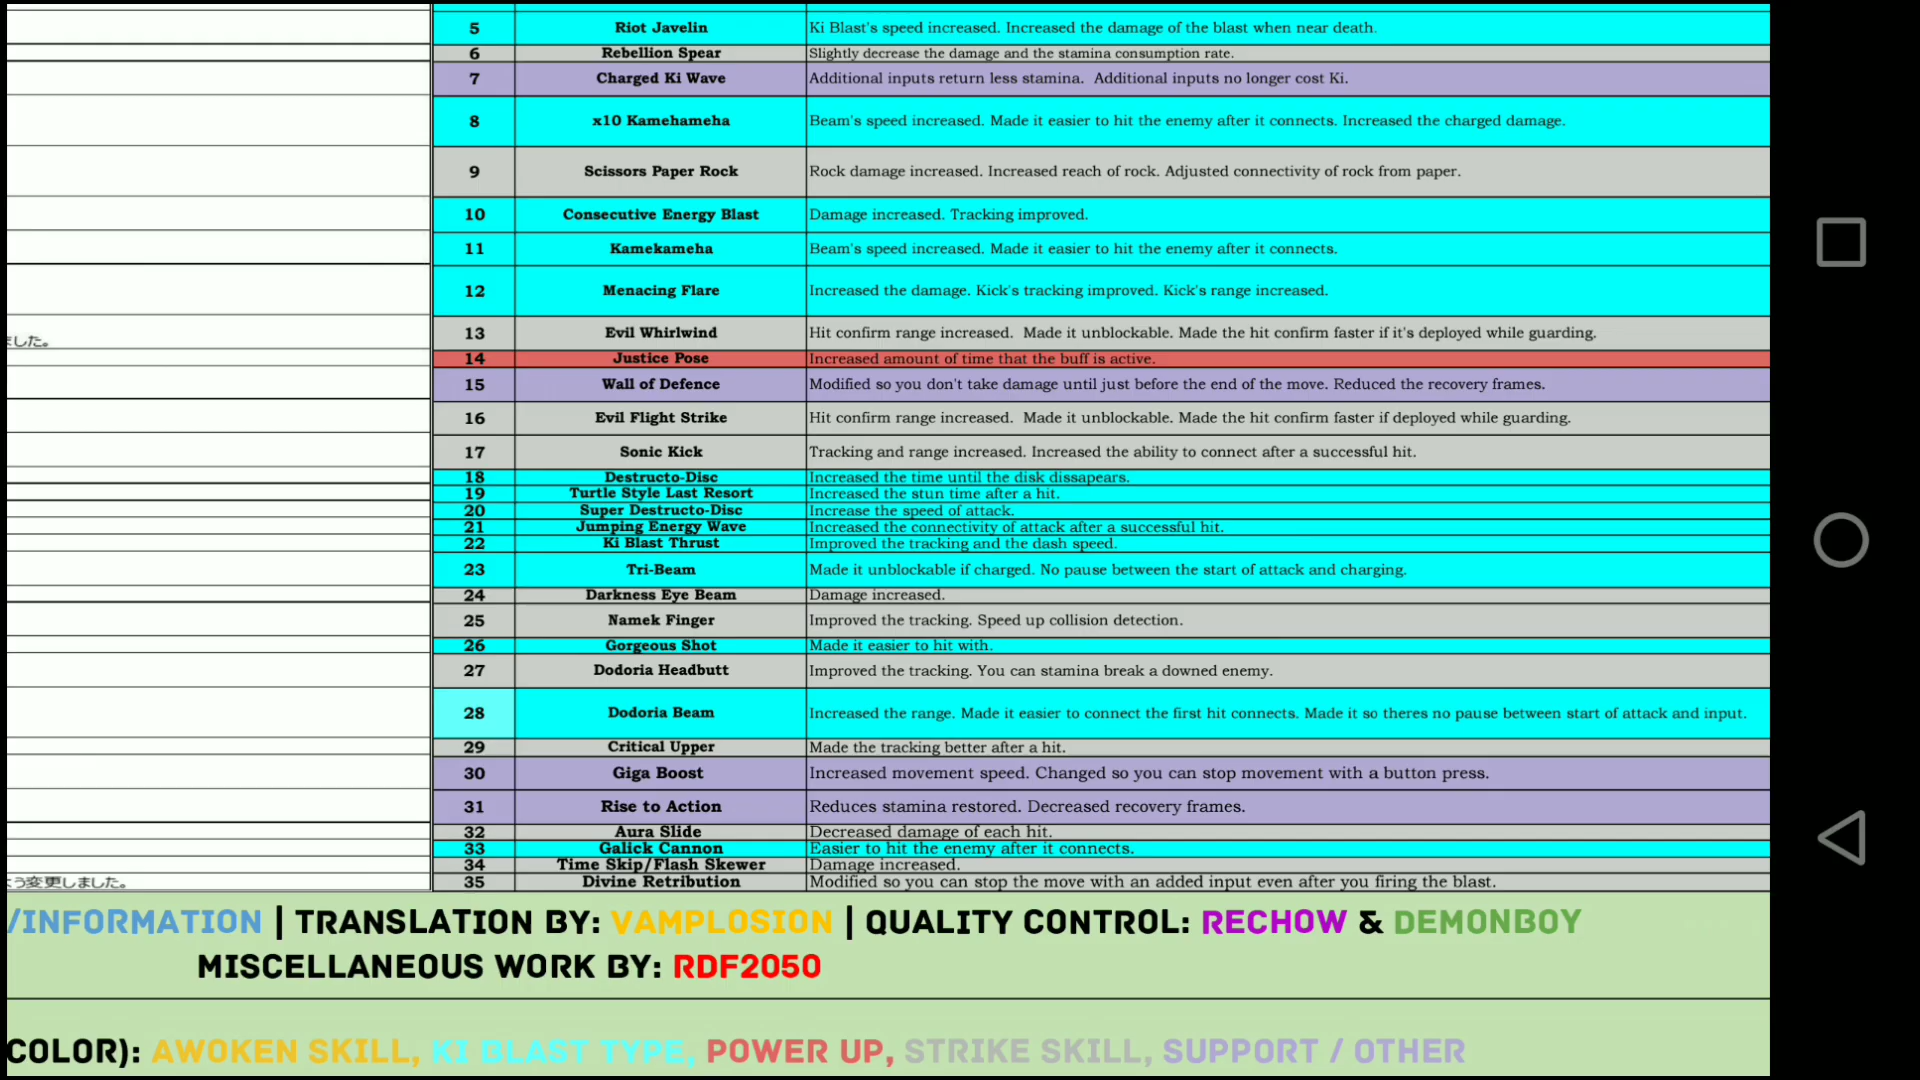 5 Riot Javelin Ki Blast's speed increased. Increased the damage of the blast when near death.
6 Rebellion Spear Slightly decrease the damage and the stamina consumption rate.
7 Charged Ki Wave Additional inputs return less stamina.  Additional inputs no longer cost Ki.
8 x10 Kamehameha Beam's speed increased. Made it easier to hit the enemy after it connects. Increased the charged damage.
9 Scissors Paper Rock Rock damage increased. Increased reach of rock. Adjusted connectivity of rock from paper.
10 Consecutive Energy Blast Damage increased. Tracking improved.
11 Kamekameha Beam's speed increased. Made it easier to hit the enemy after it connects.
12 Menacing Flare Increased the damage. Kick's tracking improved. Kick's range increased.
13 Evil Whirlwind Hit confirm range increased.  Made it unblockable. Made the hit confirm faster if it's deployed while guarding.
ました。
14 Justice Pose Increased amount of time that the buff is active.
15 Wall of Defence Modified so you don't take damage until just before the end of the move. Reduced the recovery frames.
16 Evil Flight Strike Hit confirm range increased.  Made it unblockable. Made the hit confirm faster if deployed while guarding.
17 Sonic Kick Tracking and range increased. Increased the ability to connect after a successful hit.
18 Destructo-Disc Increased the time until the disk dissapears.
19 Turtle Style Last Resort Increased the stun time after a hit.
20 Super Destructo-Disc Increase the speed of attack.
21 Jumping Energy Wave Increased the connectivity of attack after a successful hit.
22 Ki Blast Thrust Improved the tracking and the dash speed.
23 Tri-Beam Made it unblockable if charged. No pause between the start of attack and charging.
24 Darkness Eye Beam Damage increased.
25 Namek Finger Improved the tracking. Speed up collision detection.
26 Gorgeous Shot Made it easier to hit with.
27 Dodoria Headbutt Improved the tracking. You can stamina break a downed enemy.
28 Dodoria Beam Increased the range. Made it easier to connect the first hit connects. Made it so theres no pause between start of attack and input.
29 Critical Upper Made the tracking better after a hit.
30 Giga Boost Increased movement speed. Changed so you can stop movement with a button press.
31 Rise to Action Reduces stamina restored. Decreased recovery frames.
32 Aura Slide Decreased damage of each hit.
33 Galick Cannon Easier to hit the enemy after it connects.
34 Time Skip/Flash Skewer Damage increased.
よう変更しました。 35 Divine Retribution Modified so you can stop the move with an added input even after you firing the blast.
/INFORMATION | TRANSLATION BY: VAMPLOSION | QUALITY CONTROL: RECHOW & DEMONBOY
MISCELLANEOUS WORK BY: RDF2050
COLOR): AWOKEN SKILL, KI BLAST TYPE, POWER UP, STRIKE SKILL, SUPPORT / OTHER